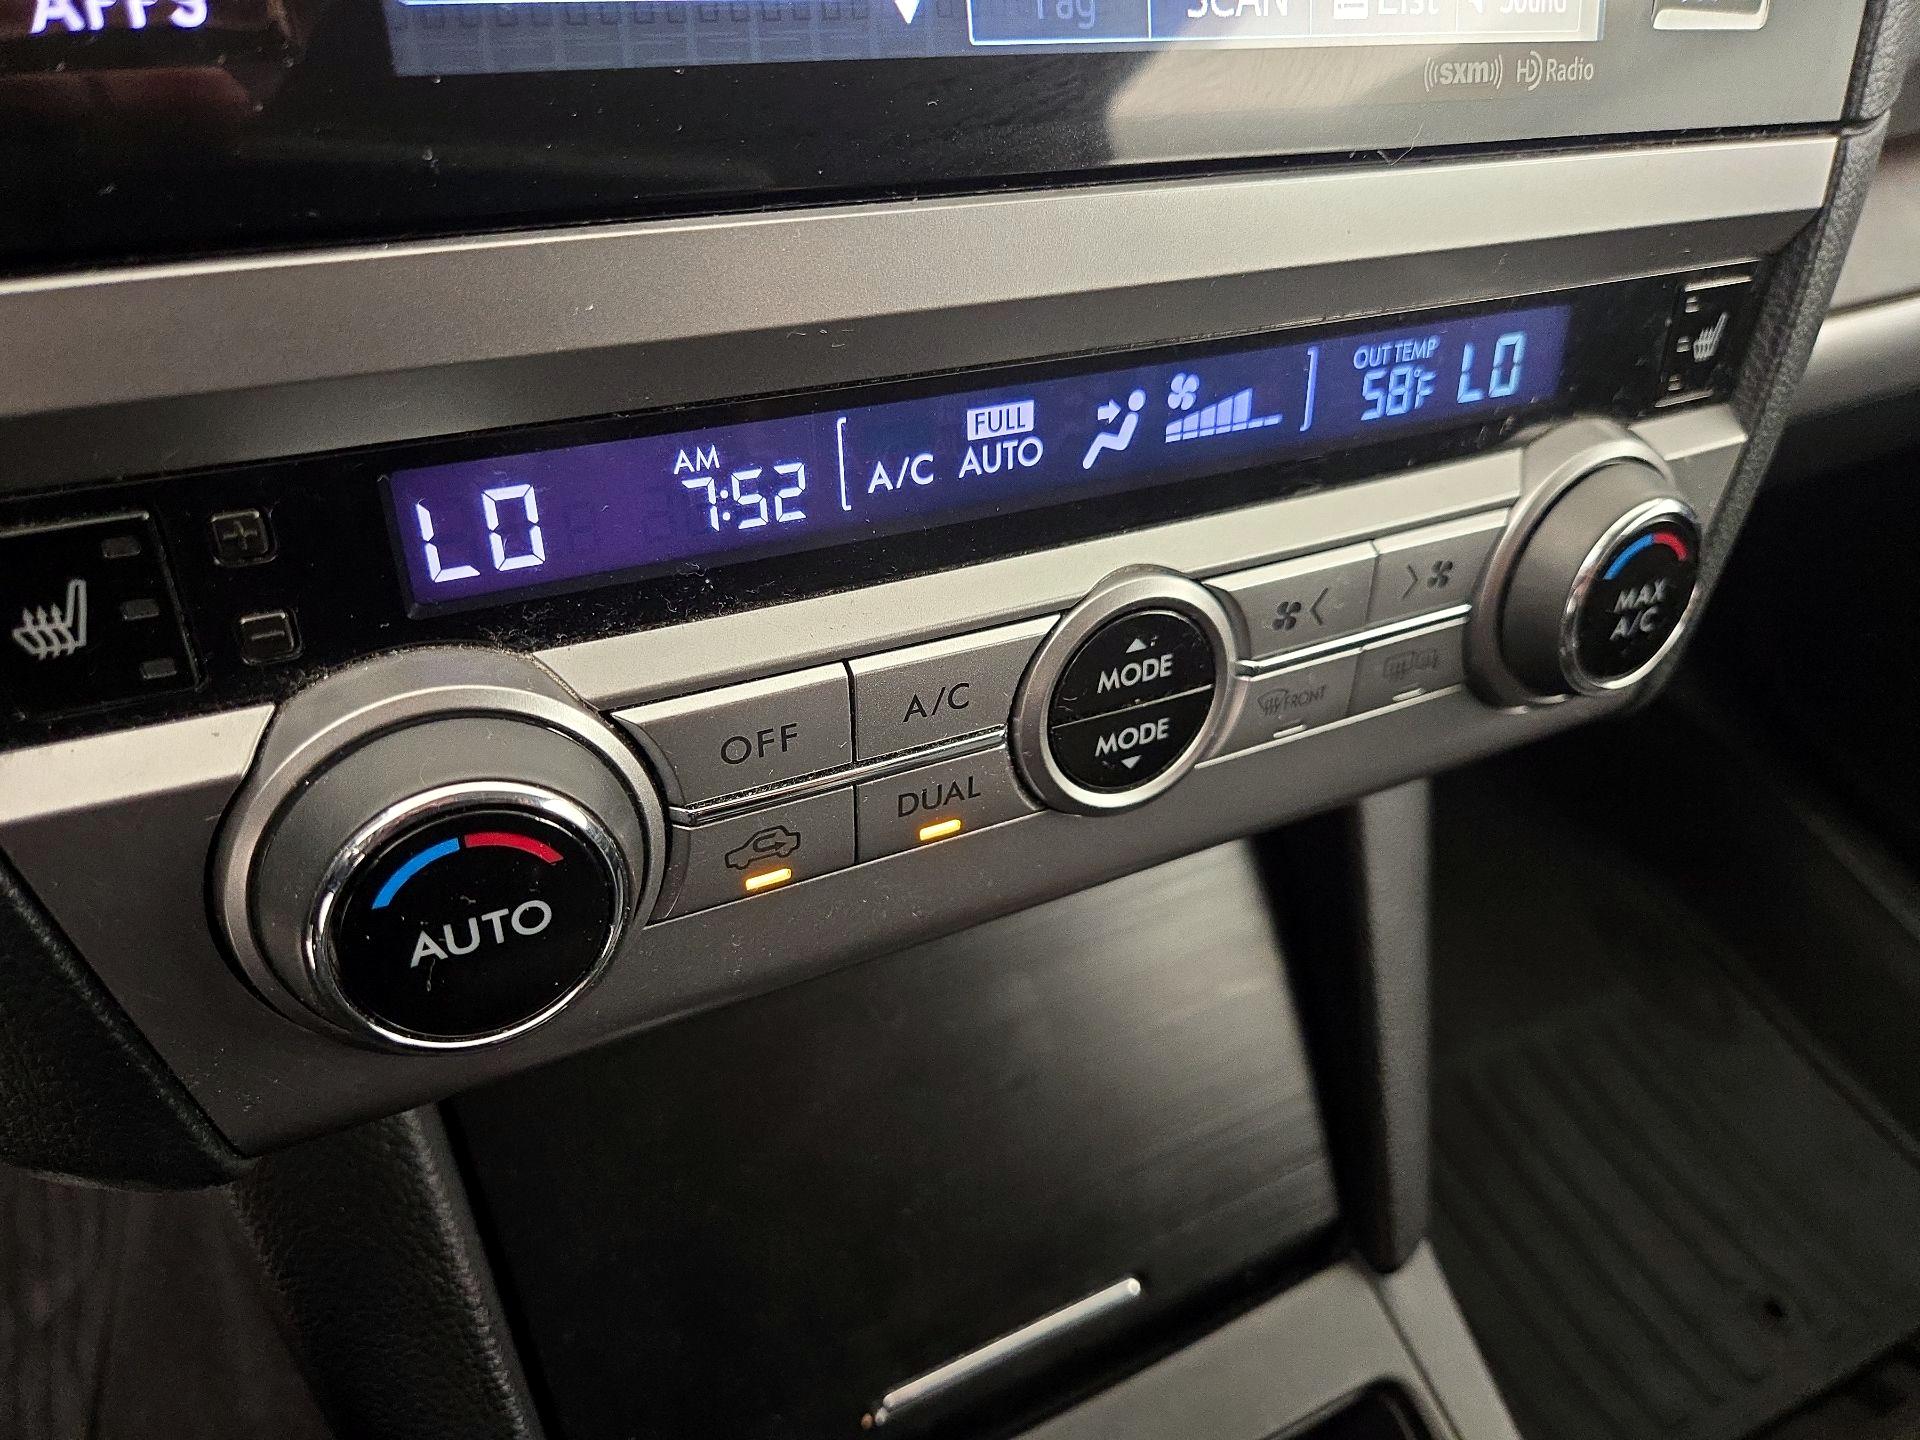 APPS
Tag SCAN List Sound
((sxm)) HD Radio
OUT TEMP
58°F LO
FULL
AM
A/C AUTO
LO 7:52
MAX
A/C
MODE
A/C
OFF
MODE
FRONT
DUAL
AUTO